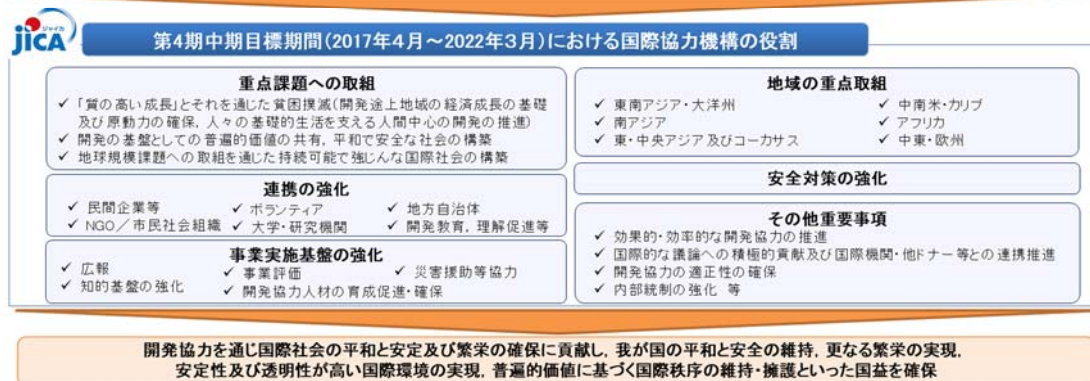 ジャイカ
jICA
第4期中期目標期間(2017年4月~2022年3月)における国際協力機構の役割
重点課題への取組
✓ 「質の高い成長」とそれを通じた貧困撲滅(開発途上地域の経済成長の基礎
及び原動力の確保, 人々の基礎的生活を支える人間中心の開発の推進)
✓ 開発の基盤としての普遍的価値の共有, 平和で安全な社会の構築
✓ 地球規模課題への取組を通じた持続可能で強じんな国際社会の構築
連携の強化
✓ 民間企業等 ✓ ボランティア ✓ 地方自治体
✓ NGO/市民社会組織 ✓ 大学・研究機関 ✓ 開発教育, 理解促進等
事業実施基盤の強化
✓ 広報 ✓ 事業評価 ✓ 災害援助等協力
✓ 知的基盤の強化 ✓ 開発協力人材の育成促進・確保
地域の重点取組
✓ 東南アジア・大洋州 ✓ 中南米・カリブ
✓ 南アジア ✓ アフリカ
✓ 東・中央アジア及びコーカサス ✓ 中東・欧州
安全対策の強化
その他重要事項
✓ 効果的・効率的な開発協力の推進
✓ 国際的な議論への積極的貢献及び国際機関・他ドナー等との連携推進
✓ 開発協力の適正性の確保
✓ 内部統制の強化 等
開発協力を通じ国際社会の平和と安定及び繁栄の確保に貢献し, 我が国の平和と安全の維持, 更なる繁栄の実現,
安定性及び透明性が高い国際環境の実現, 普遍的価値に基づく国際秩序の維持・擁護といった国益を確保